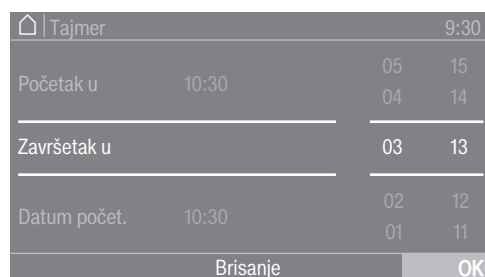 Tajmer 9:30
05 15
Početak u 10:30
04 14
Završetak u 03 13
02 12
Datum počet. 10:30
01 11
Brisanje OK